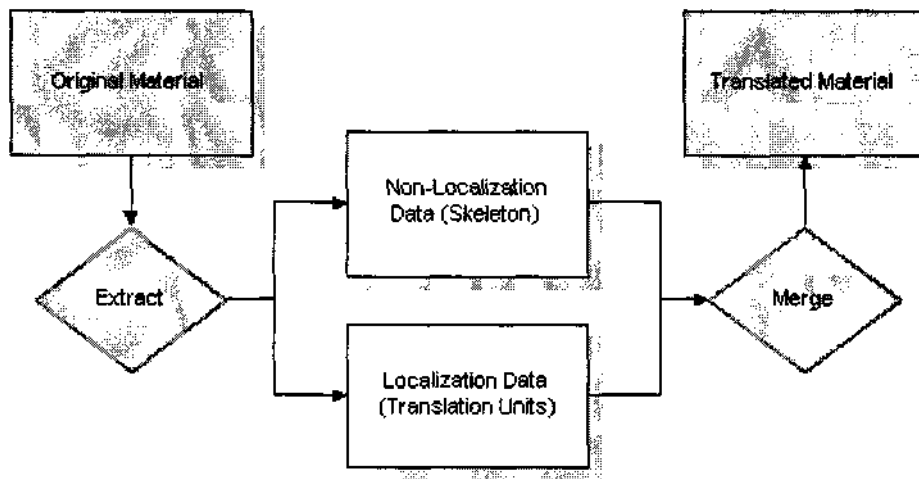 Original Material
Translated Material
Non-Localization
Data (Skeleton)
Extract
Merge
Localization Data
(Translation Units)